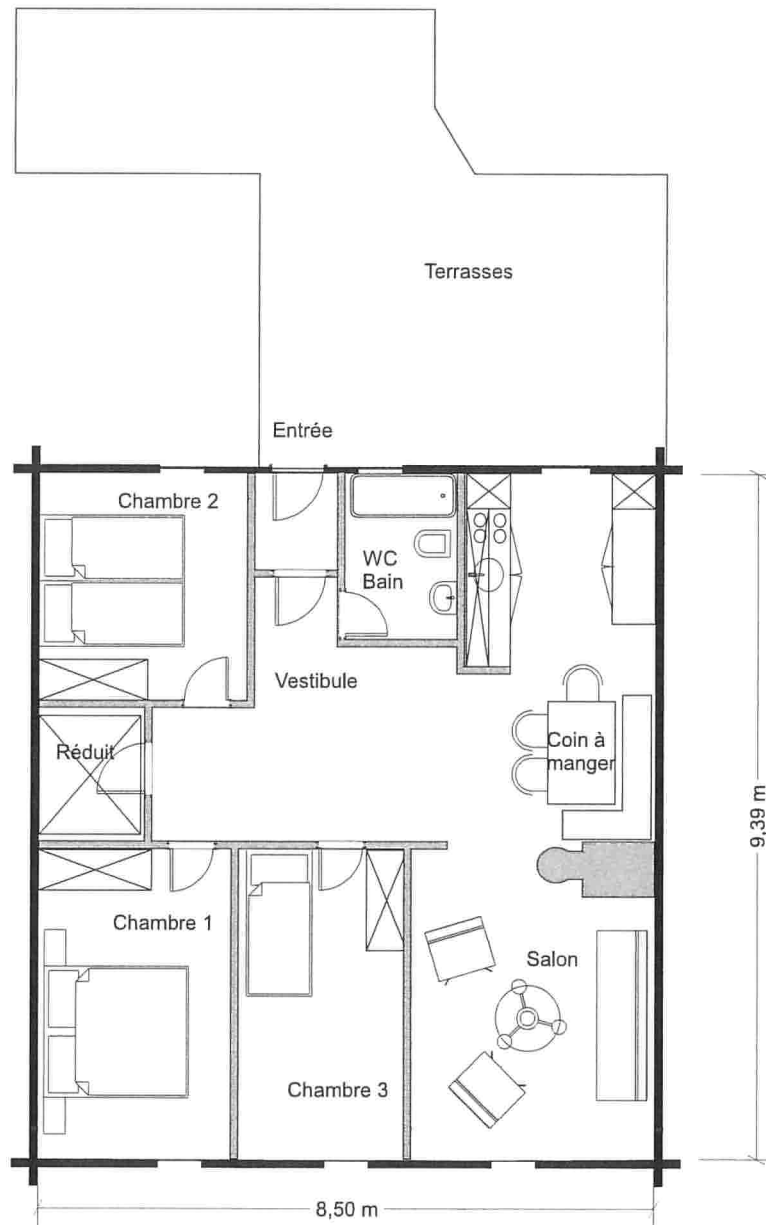 Terrasses
Entrée
Chambre 2
WC
Bain
Vestibule
Réduit
Coin à
manger
9,39 m
Chambre 1
Salon
Chambre 3
8,50 m